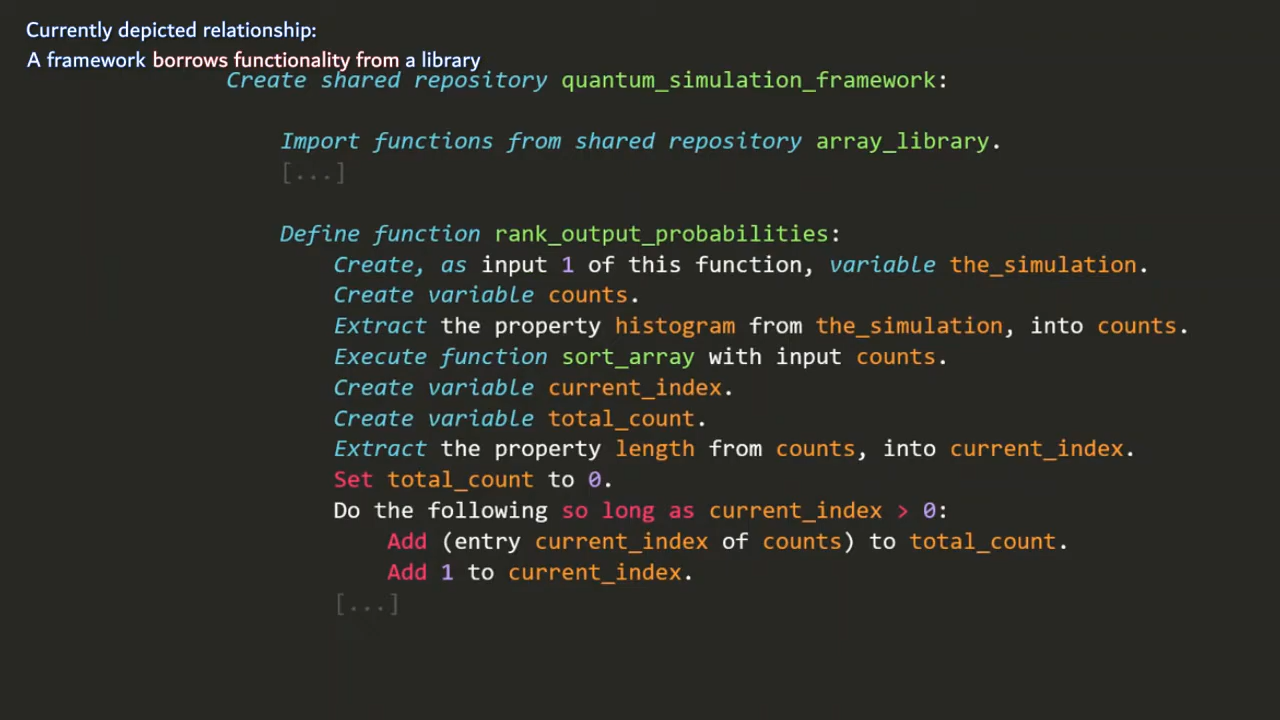 Currently depicted relationship:
A framework borrows functionality from a library
Create shared repository quantum_simulation_framework:
Import functions from shared repository array_library.
[...]
Define function rank_output_probabilities:
Create, as input 1 of this function, variable the_simulation.
Create variable counts.
Extract the property histogram from the_simulation, into counts.
Execute function sort_array with input counts.
Create variable current_index.
Create variable total_count.
Extract the property length from counts, into current_index.
Set total_count to 0.
Do the following so long as current_index > 0:
Add (entry current_index of counts) to total_count.
Add 1 to current_index.
[...]